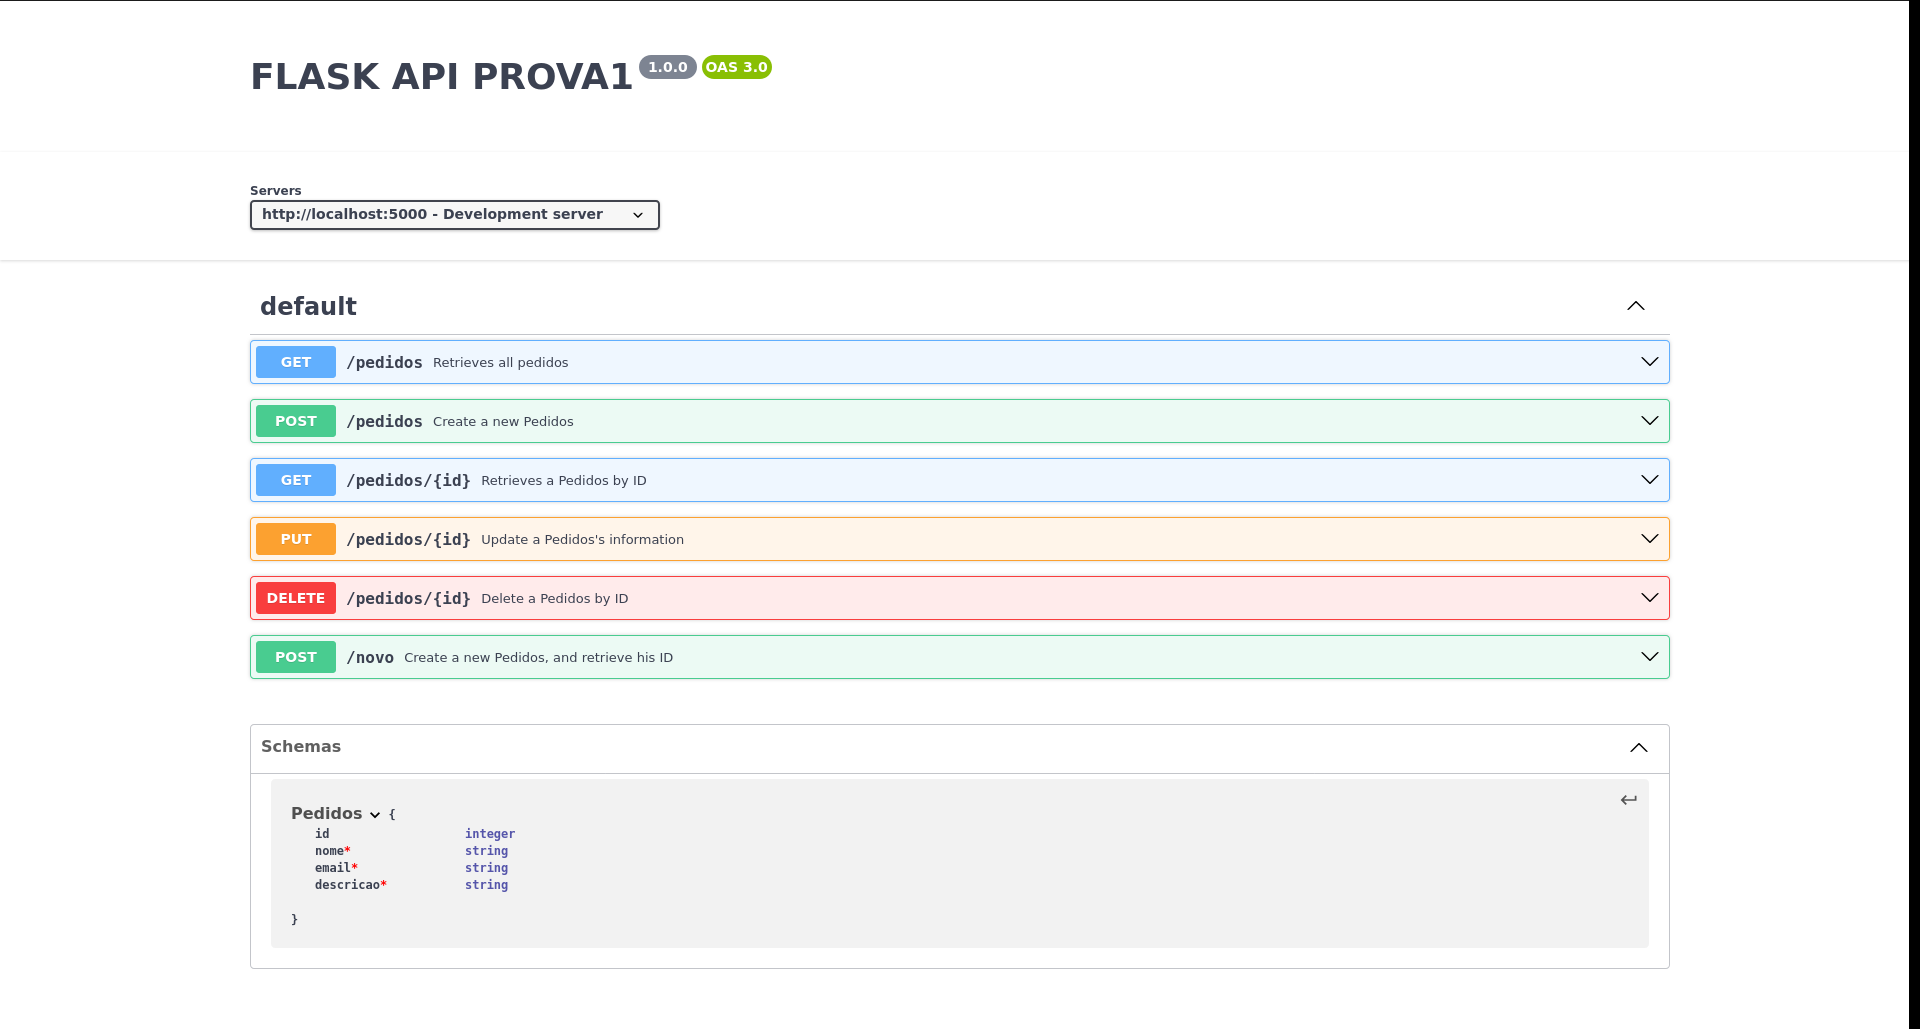 FLASK API PROVA1 1.0.0 OAS 3.0
Servers
http://localhost:5000 - Development server
default
GET /pedidos Retrieves all pedidos
POST /pedidos Create a new Pedidos
GET /pedidos/{id} Retrieves a Pedidos by ID
PUT /pedidos/{id} Update a Pedidos's information
DELETE /pedidos/{id} Delete a Pedidos by ID
POST /novo Create a new Pedidos, and retrieve his ID
Schemas
Pedidos {
id integer
nome* string
email* string
descricao* string
}